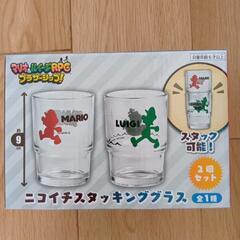 マリオ&ルイージRPG
ブラザーシップ!
MARIO
LUIGI
約
9
スタッフ
可能!
2個
セット
ニコイチスタッキンググラス
全1種